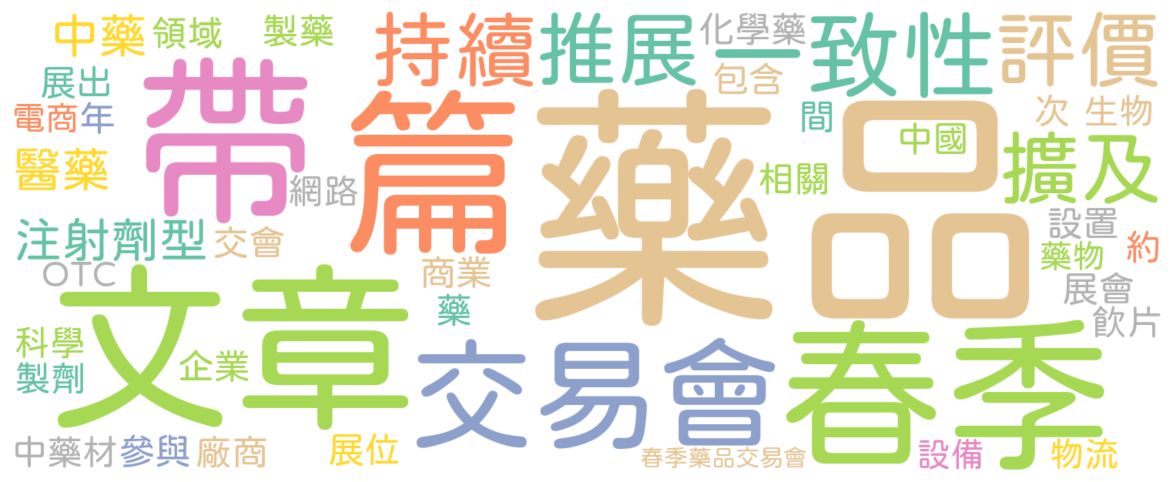 中藥 領域 製藥 持續 推展 化學藥 一致性 評價
展出 帶 篇 藥品 包含
電商 年 間 中國 次 生物
醫藥 網路 相關 擴及
注射劑型 交會 設置
OTC 商業 藥物 約
文章 藥 展會
科學 企業 交易會 春季 飲片
製劑
中藥材 參與 廠商 展位 春季藥品交易會 設備 物流